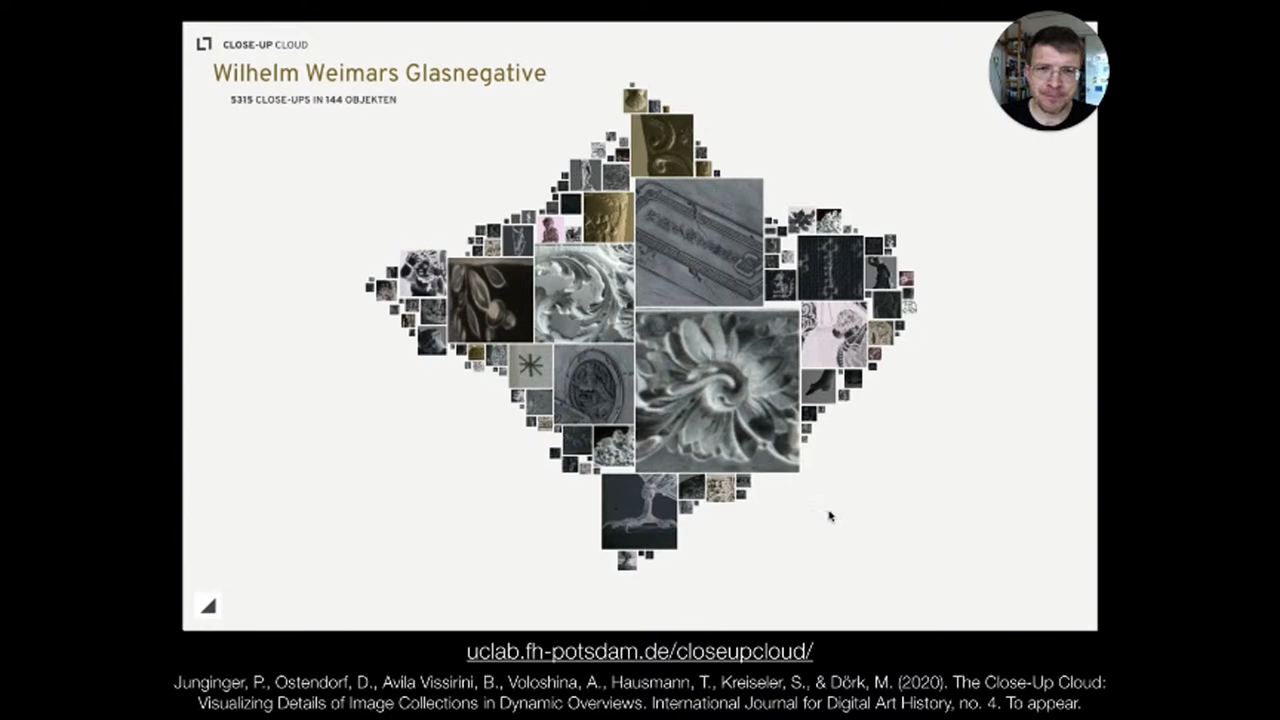 CLOSE-UP CLOUD
Wilhelm Weimars Glasnegative
5315 CLOSE-UPS IN 144 OBJEKTEN
uclab.fh-potsdam.de/closeupcloud/
Junginger, P., Ostendorf, D., Avila Vissirini, B., Voloshina, A., Hausmann, T., Kreiseler, S., & Dörk, M. (2020). The Close-Up Cloud:
Visualizing Details of Image Collections in Dynamic Overviews. International Journal for Digital Art History, no. 4. To appear.